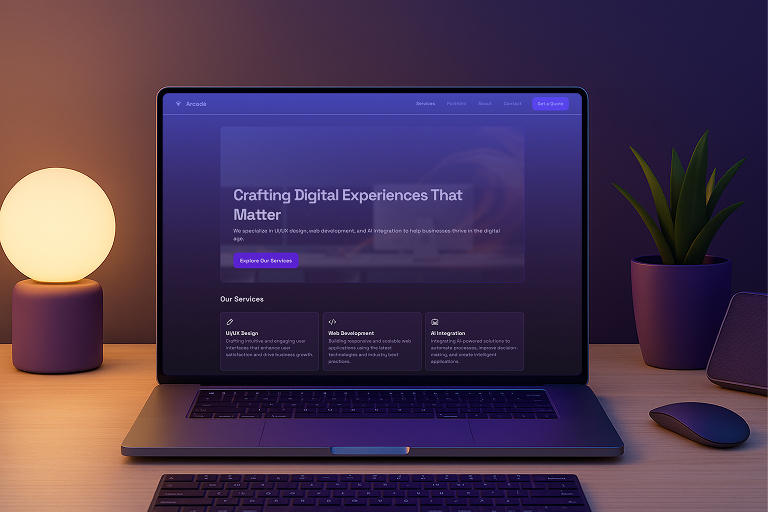 Arcade
Services
Portfolio
About
Contact
Get a Quote
Crafting Digital Experiences That
Matter
We specialize in UI/UX design, web development, and AI integration to help businesses thrive in the digital
age.
Explore Our Services
Our Services
UI/UX Design
Crafting intuitive and engaging user
interfaces that enhance user
satisfaction and drive business growth.
Web Development
Building responsive and scalable web
applications using the latest
technologies and industry best
practices.
AI Integration
Integrating AI-powered solutions to
automate processes, improve decision-
making, and create intelligent
applications.